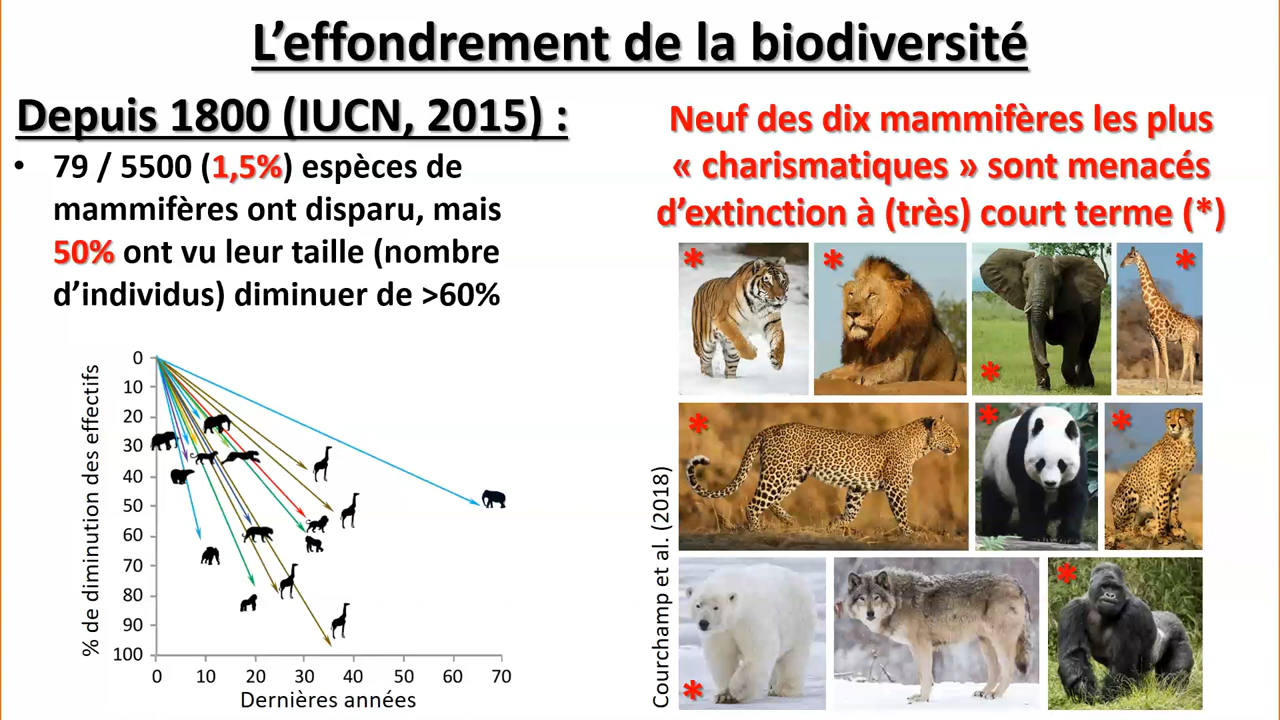 L’effondrement de la biodiversité
Depuis 1800 (IUCN, 2015) :
• 79 / 5500 (1,5%) espèces de
mammifères ont disparu, mais
50% ont vu leur taille (nombre
d’individus) diminuer de >60%
% de diminution des effectifs
0
10
20
30
40
50
60
70
80
90
100
0 10 20 30 40 50 60 70
Dernières années
Neuf des dix mammifères les plus
« charismatiques » sont menacés
d’extinction à (très) court terme (*)
* * * *
* * *
* *
Courchamp et al. (2018)